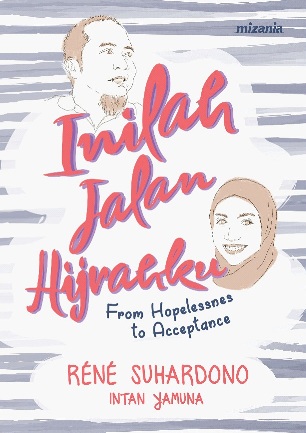 mizania
Inilah
Jalan
Hijrahku
From Hopelessnes
to Acceptance
RÉNÉ SUHARDONO
INTAN YAMUNA